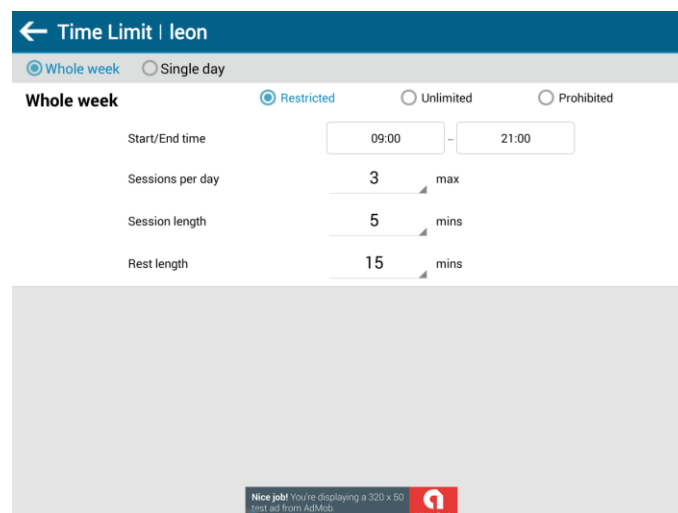 Time Limit | leon
Whole week Single day
Whole week Restricted Unlimited Prohibited
Start/End time 09:00 – 21:00
Sessions per day 3 max
Session length 5 mins
Rest length 15 mins
Nice job! You're displaying a 320 x 50
test ad from AdMob.